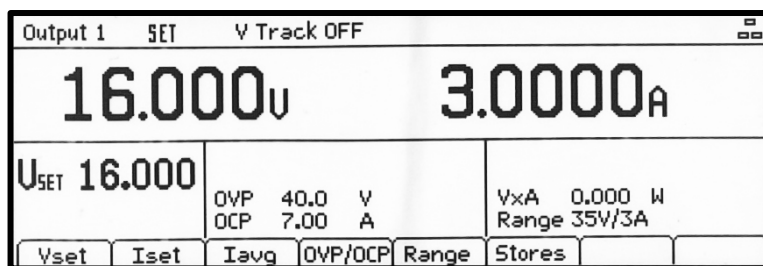 Output 1 SET V Track OFF
16.000V 3.0000A
VSET 16.000
OVP 40.0 V
OCP 7.00 A
VxA 0.000 W
Range 35V/3A
Vset Iset Iavg OVP/OCP Range Stores